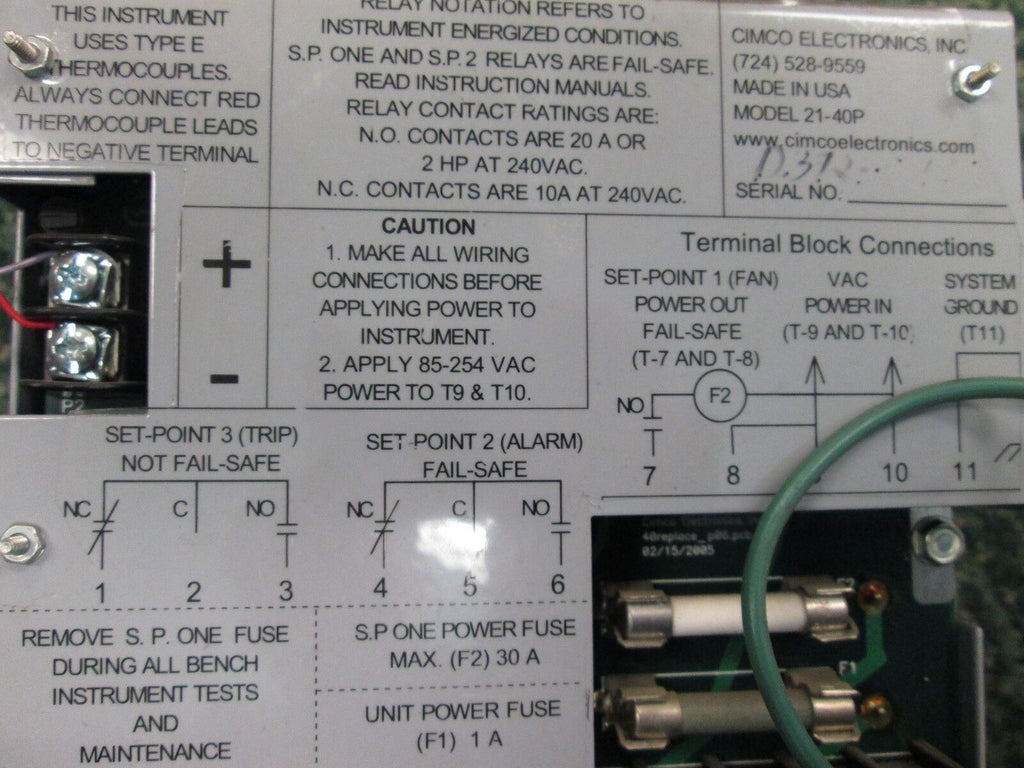 THIS INSTRUMENT
USES TYPE E
THERMOCOUPLES.
ALWAYS CONNECT RED
THERMOCOUPLE LEADS
TO NEGATIVE TERMINAL
RELAY NOTATION REFERS TO
INSTRUMENT ENERGIZED CONDITIONS.
S.P. ONE AND S.P.2 RELAYS ARE FAIL-SAFE.
READ INSTRUCTION MANUALS.
RELAY CONTACT RATINGS ARE:
N.O. CONTACTS ARE 20 A OR
2 HP AT 240VAC.
N.C. CONTACTS ARE 10A AT 240VAC.
CIMCO ELECTRONICS, INC
(724) 528-9559
MADE IN USA
MODEL 21-40P
www.cimcoelectronics.com
SERIAL NO.
+
-
CAUTION
1. MAKE ALL WIRING
CONNECTIONS BEFORE
APPLYING POWER TO
INSTRUMENT.
2. APPLY 85-254 VAC
POWER TO T9 & T10.
Terminal Block Connections
SET-POINT 1 (FAN)
POWER OUT
FAIL-SAFE
(T-7 AND T-8)
VAC
POWER IN
(T-9 AND T-10)
SYSTEM
GROUND
(T11)
NO
F2
7 8 10 11
SET-POINT 3 (TRIP)
NOT FAIL-SAFE
NC C NO
1 2 3
SET-POINT 2 (ALARM)
FAIL-SAFE
NC C NO
4 5 6
REMOVE S. P. ONE FUSE
DURING ALL BENCH
INSTRUMENT TESTS
AND
MAINTENANCE
S.P ONE POWER FUSE
MAX. (F2) 30 A
UNIT POWER FUSE
(F1) 1 A
Cimco Electronics
40replace_p06.pcb
02/15/2005
F1